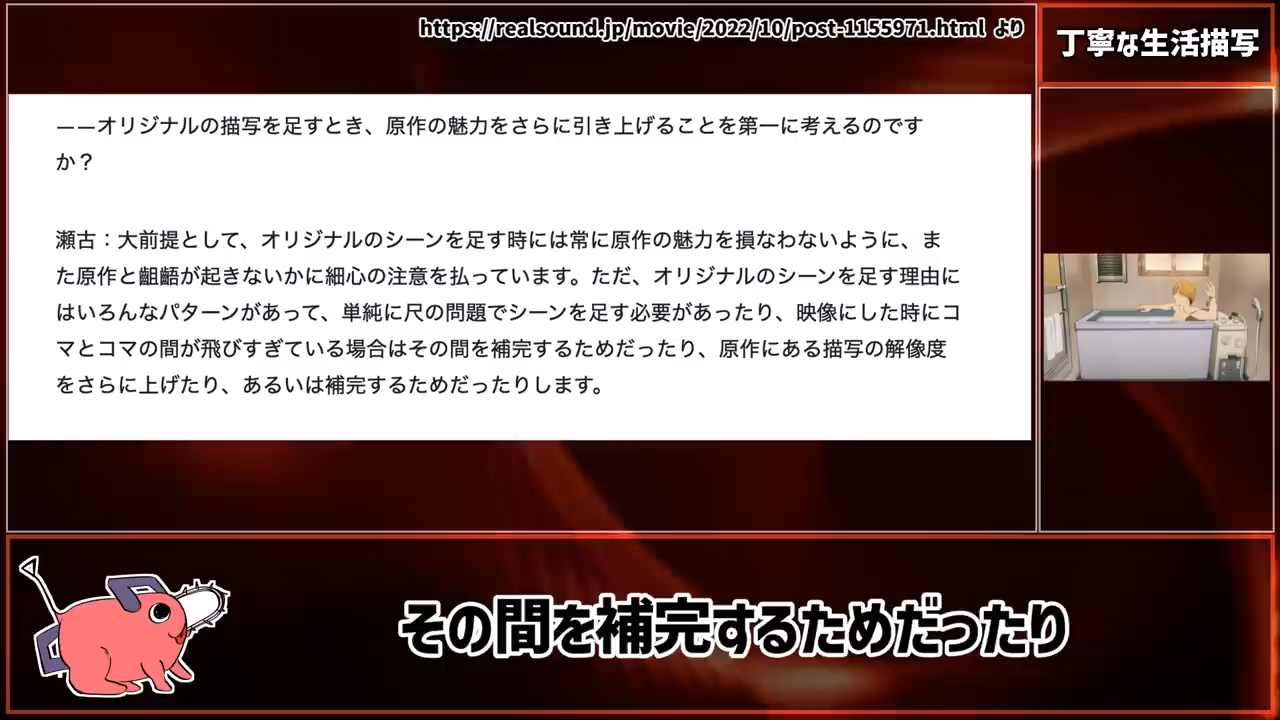 https://realsound.jp/movie/2022/10/post-1155971.html より
丁寧な生活描写
——オリジナルの描写を足すとき、原作の魅力をさらに引き上げることを第一に考えるのです
か？
瀬古：大前提として、オリジナルのシーンを足す時には常に原作の魅力を損なわないように、ま
た原作と齟齬が起きないかに細心の注意を払っています。ただ、オリジナルのシーンを足す理由に
はいろんなパターンがあって、単純に尺の問題でシーンを足す必要があったり、映像にした時にコ
マとコマの間が飛びすぎている場合はその間を補完するためだったり、原作にある描写の解像度
をさらに上げたり、あるいは補完するためだったりします。
その間を補完するためだったり